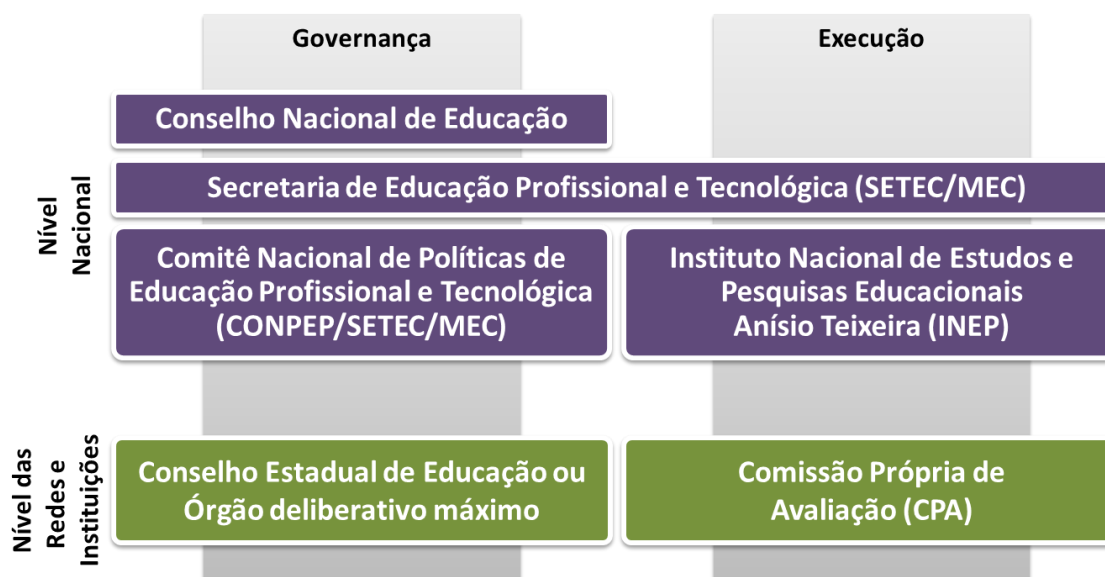 Governança
Execução
Nível
Nacional
Conselho Nacional de Educação
Secretaria de Educação Profissional e Tecnológica (SETEC/MEC)
Comitê Nacional de Políticas de
Educação Profissional e Tecnológica
(CONPEP/SETEC/MEC)
Instituto Nacional de Estudos e
Pesquisas Educacionais
Anísio Teixeira (INEP)
Nível das
Redes e
Instituições
Conselho Estadual de Educação ou
Órgão deliberativo máximo
Comissão Própria de
Avaliação (CPA)